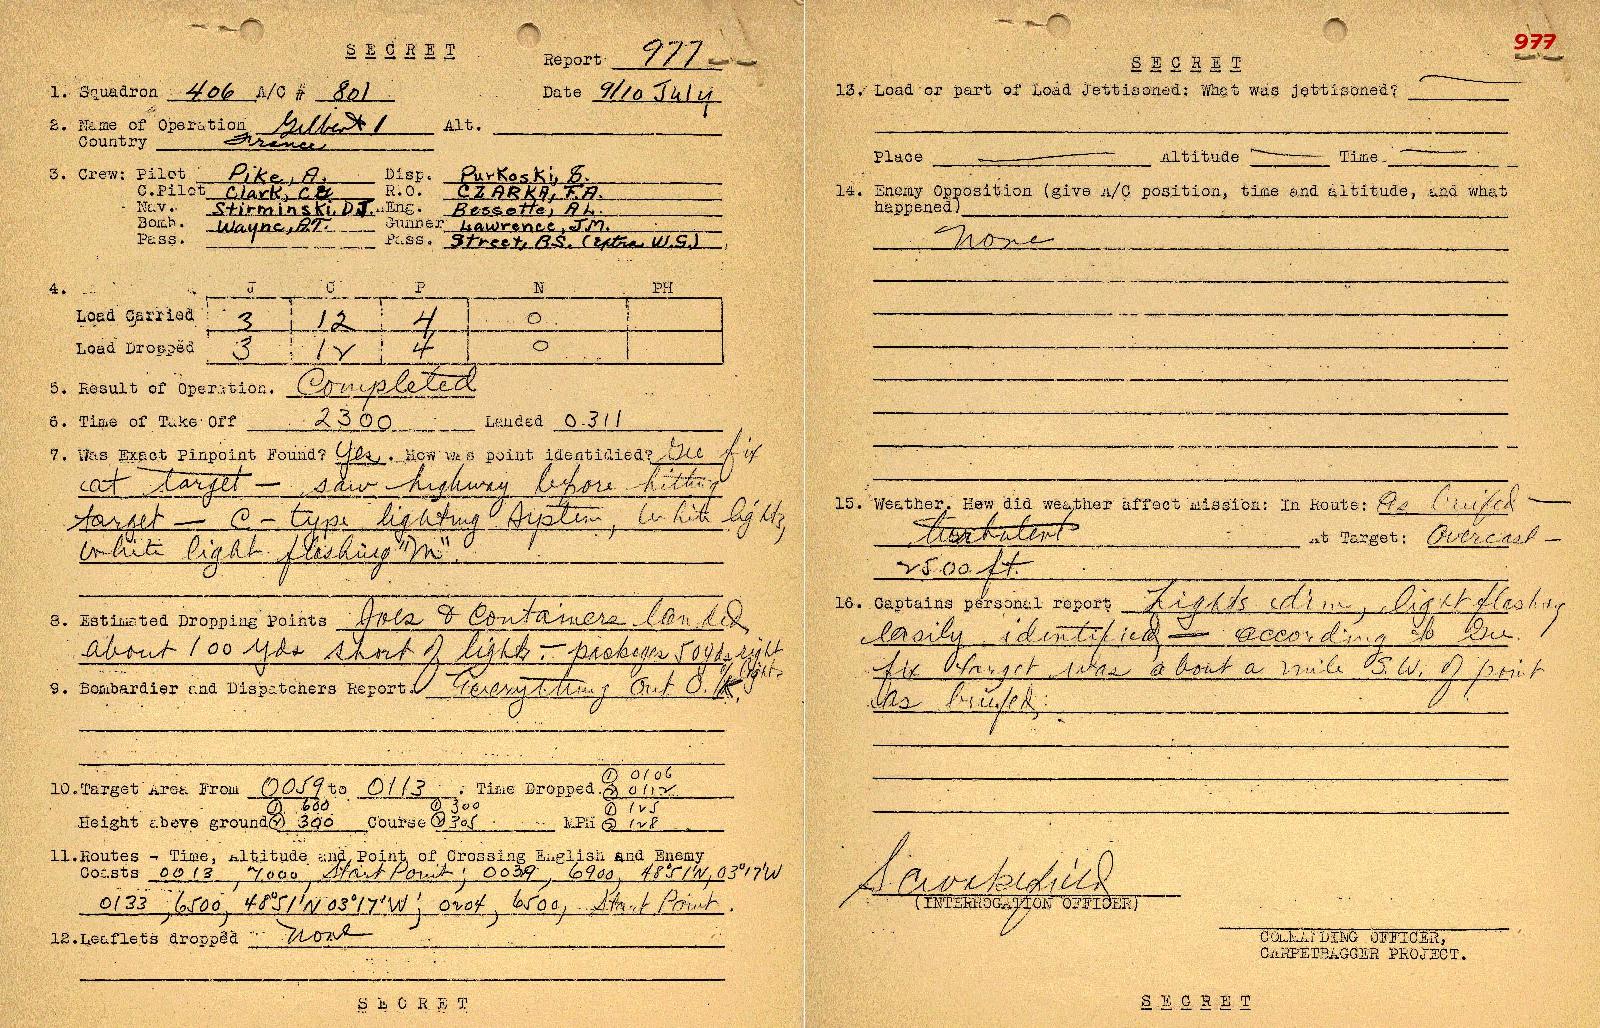 SECRET
Report 977
1. Squadron 406 A/C # 801 Date 9/10 July
2. Name of Operation Gilbert 1 Alt.
Country France
3. Crew: Pilot Pike, A. Disp. Purkoski, S.
C.Pilot Clark, C E R.O. CZARKA, F.A.
Nav. Stirminski, D.J. Eng. Bessette, A L.
Bomb. Wayne, A.T. Gunner Lawrence, J.M.
Pass. Pass. Street, B.S. (extra W.G.)
4. J C P N PH
Load Carried 3 12 4 0
Load Dropped 3 12 4 0
5. Result of Operation. Completed
6. Time of Take Off 2300 Landed 0311
7. Was Exact Pinpoint Found? Yes. How was point identidied? Gee fix
at target — saw highway before hitting
target — C-type lighting system, white lights,
white light flashing "M".
8. Estimated Dropping Points Joes & Containers landed
about 100 yds short of lights - packages 50 yds right
of lights
9. Bombardier and Dispatchers Report. Everything Out O.K.
10. Target Area From 0059 to 0113 . Time Dropped. ① 0106 ② 0112
Height above ground ① 600 ② 300 Course ① 300 ② 305 MPH ① 125 ② 128
11. Routes - Time, Altitude and Point of Crossing English and Enemy
Coasts 0013, 7000, Start Point; 0039, 6900, 48°51'N, 03°17'W
0133, 6500, 48°51'N 03°17'W; 0204, 6500, Start Point.
12. Leaflets dropped None
SECRET
977
SECRET
13. Load or part of Load Jettisoned: What was jettisoned?
Place Altitude Time.
14. Enemy Opposition (give A/C position, time and altitude, and what
happened)
None
15. Weather. How did weather affect mission: In Route: As briefed —
turbulent At Target: Overcast —
2500 ft.
16. Captains personal report Lights dim, light flashing
easily identified — according to Gee
fix target was about a mile S.W. of point
as briefed.
(INTERROGATION OFFICER)
COMMANDING OFFICER,
CARPETBAGGER PROJECT.
SECRET